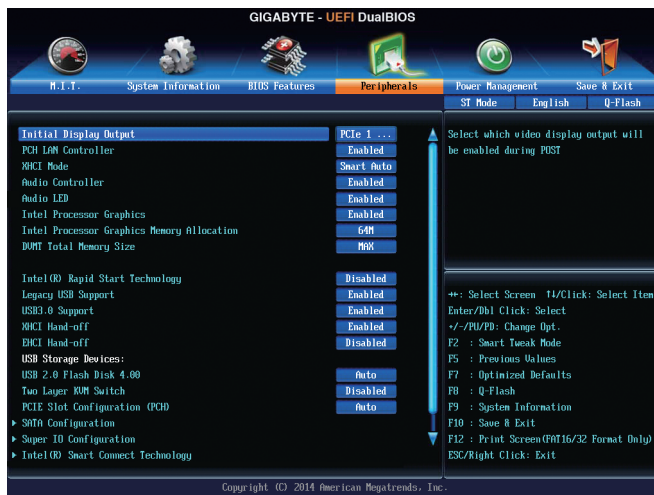 GIGABYTE - UEFI DualBIOS
M.I.T. System Information BIOS Features Peripherals Power Management Save & Exit
ST Mode English Q-Flash
Initial Display Output PCIe 1 ...
PCH LAN Controller Enabled
XHCI Mode Smart Auto
Audio Controller Enabled
Audio LED Enabled
Intel Processor Graphics Enabled
Intel Processor Graphics Memory Allocation 64M
DVMT Total Memory Size MAX
Intel(R) Rapid Start Technology Disabled
Legacy USB Support Enabled
USB3.0 Support Enabled
XHCI Hand-off Enabled
EHCI Hand-off Disabled
USB Storage Devices:
USB 2.0 Flash Disk 4.00 Auto
Two Layer KVM Switch Disabled
PCIE Slot Configuration (PCH) Auto
SATA Configuration
Super IO Configuration
Intel(R) Smart Connect Technology
Select which video display output will
be enabled during POST
→←: Select Screen ↑↓/Click: Select Item
Enter/Dbl Click: Select
+/-/PU/PD: Change Opt.
F2 : Smart Tweak Mode
F5 : Previous Values
F7 : Optimized Defaults
F8 : Q-Flash
F9 : System Information
F10 : Save & Exit
F12 : Print Screen(FAT16/32 Format Only)
ESC/Right Click: Exit
Copyright (C) 2014 American Megatrends, Inc.